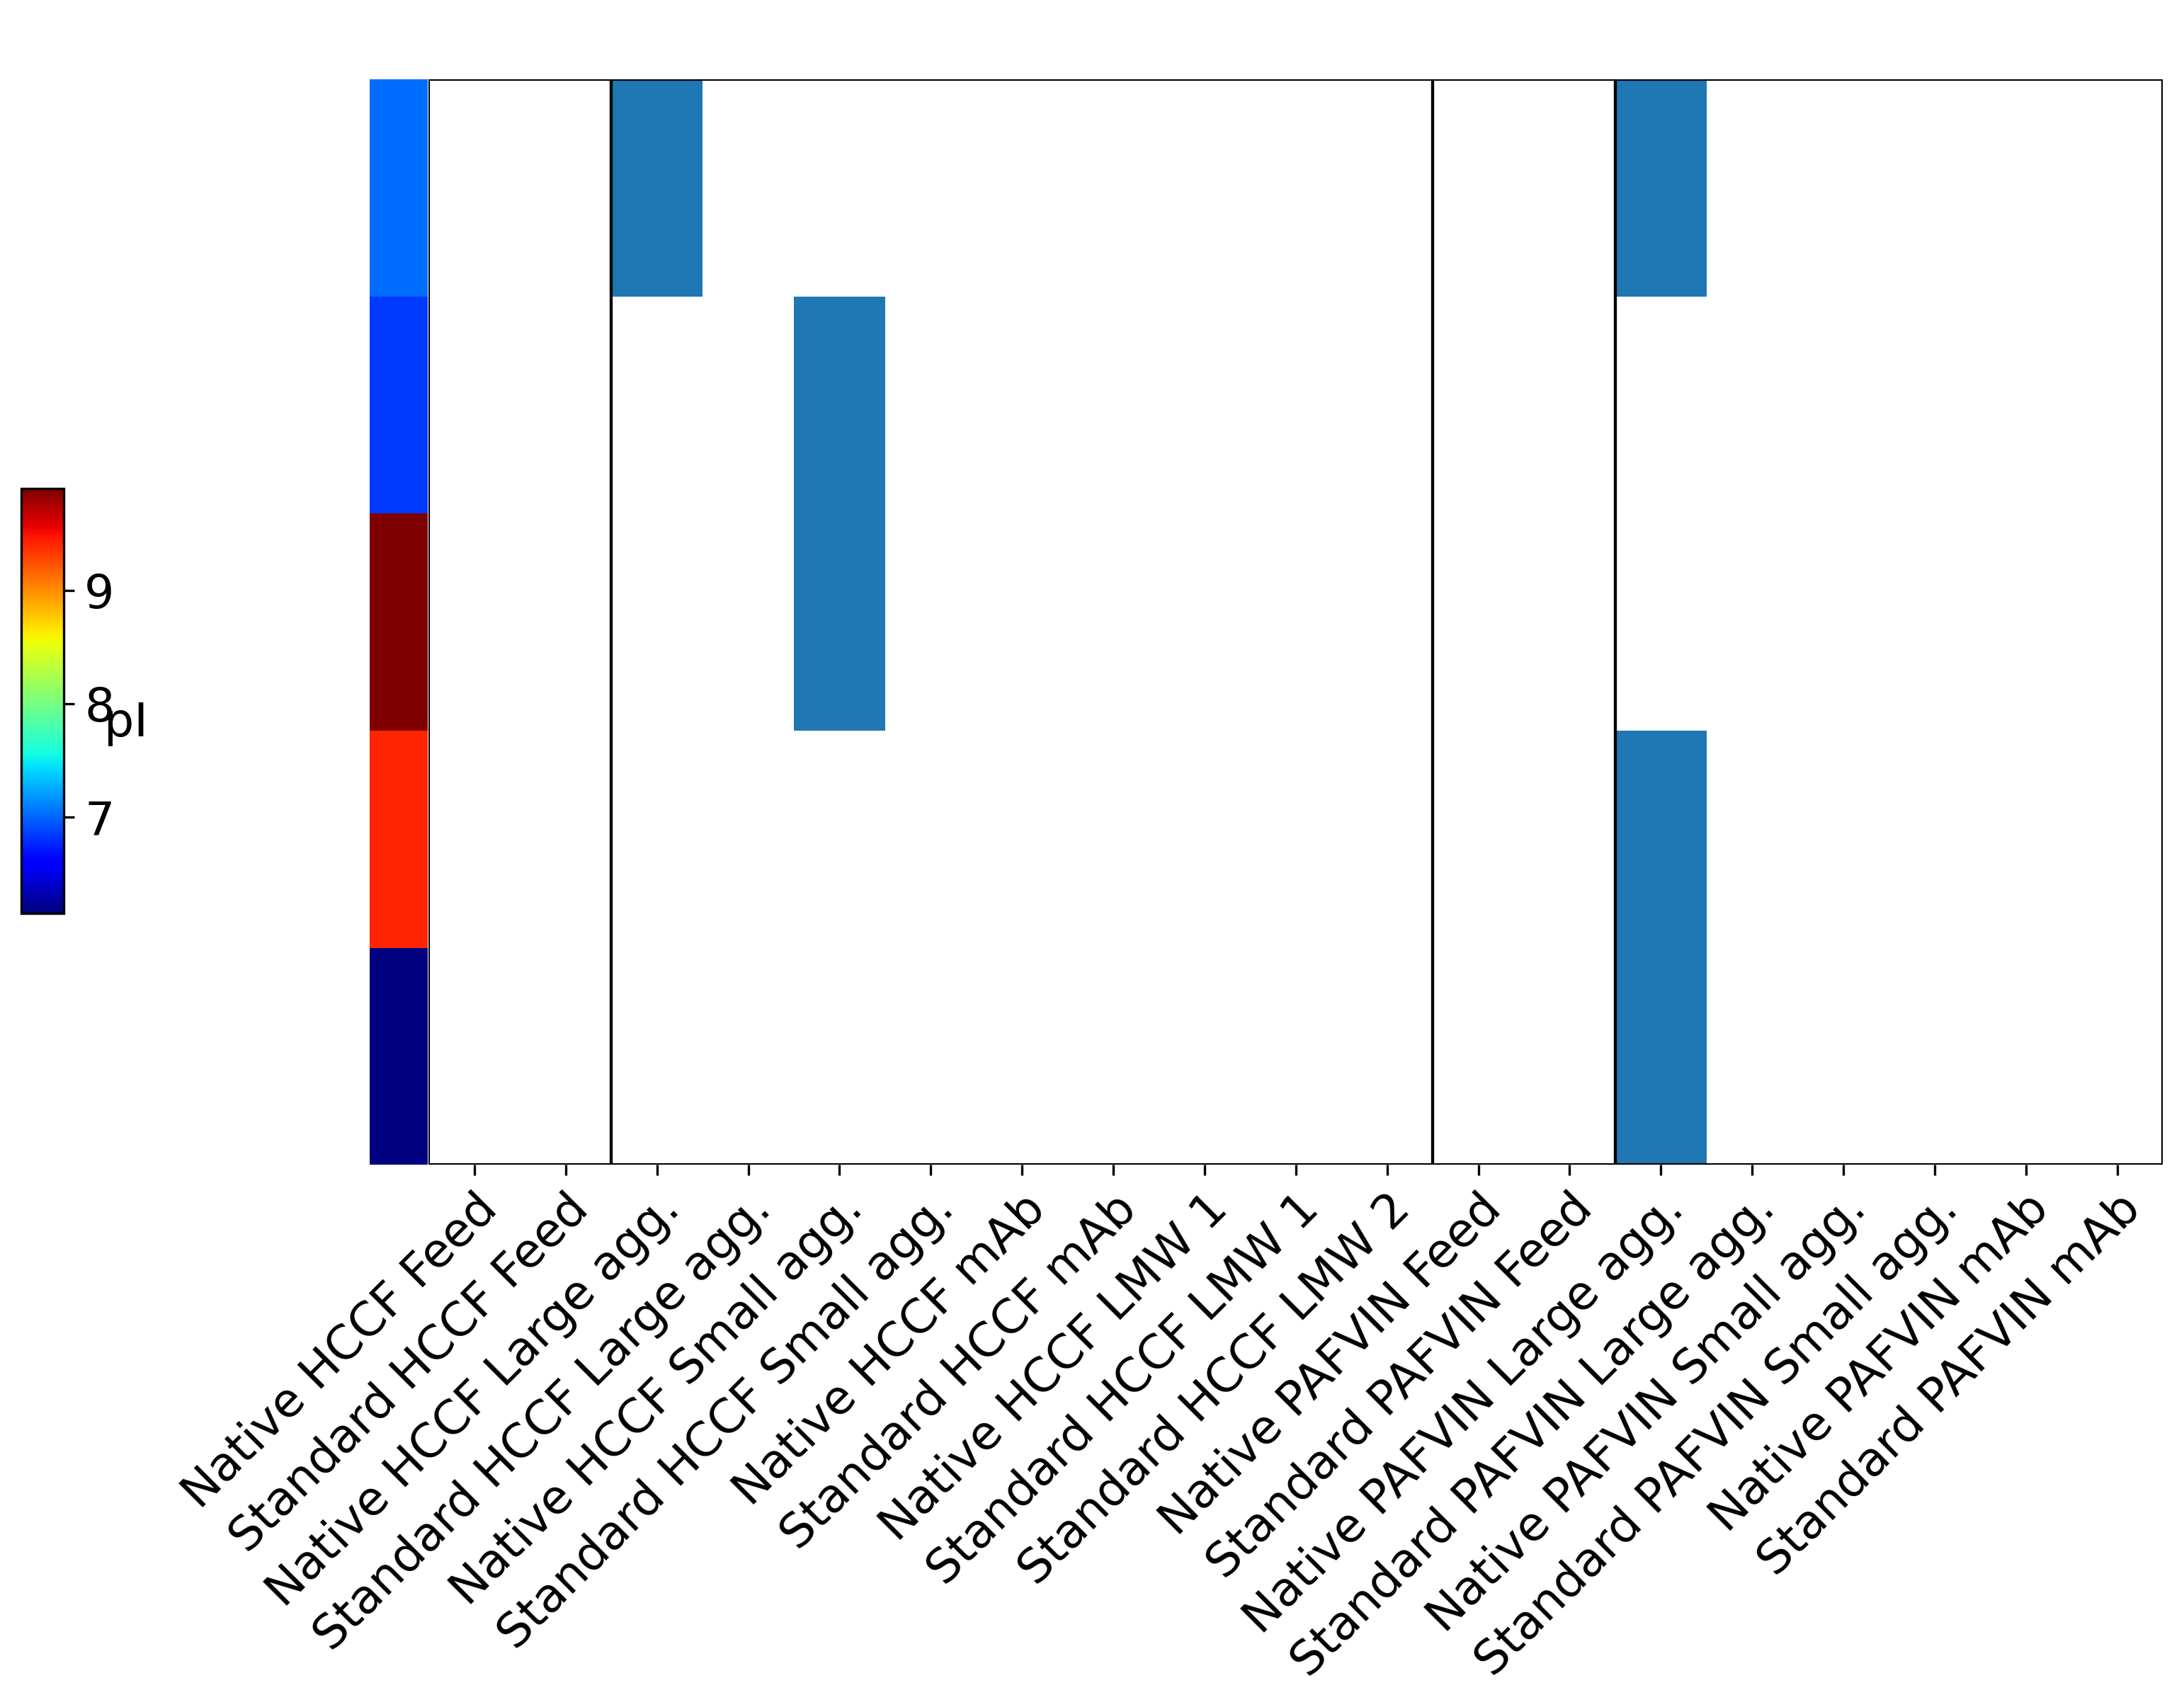 9
8
pI
7
Native HCCF Feed
Standard HCCF Feed
Native HCCF Large agg.
Standard HCCF Large agg.
Native HCCF Small agg.
Standard HCCF Small agg.
Native HCCF mAb
Standard HCCF mAb
Native HCCF LMW 1
Standard HCCF LMW 1
Standard HCCF LMW 2
Native PAFVIN Feed
Standard PAFVIN Feed
Native PAFVIN Large agg.
Standard PAFVIN Large agg.
Native PAFVIN Small agg.
Standard PAFVIN Small agg.
Native PAFVIN mAb
Standard PAFVIN mAb